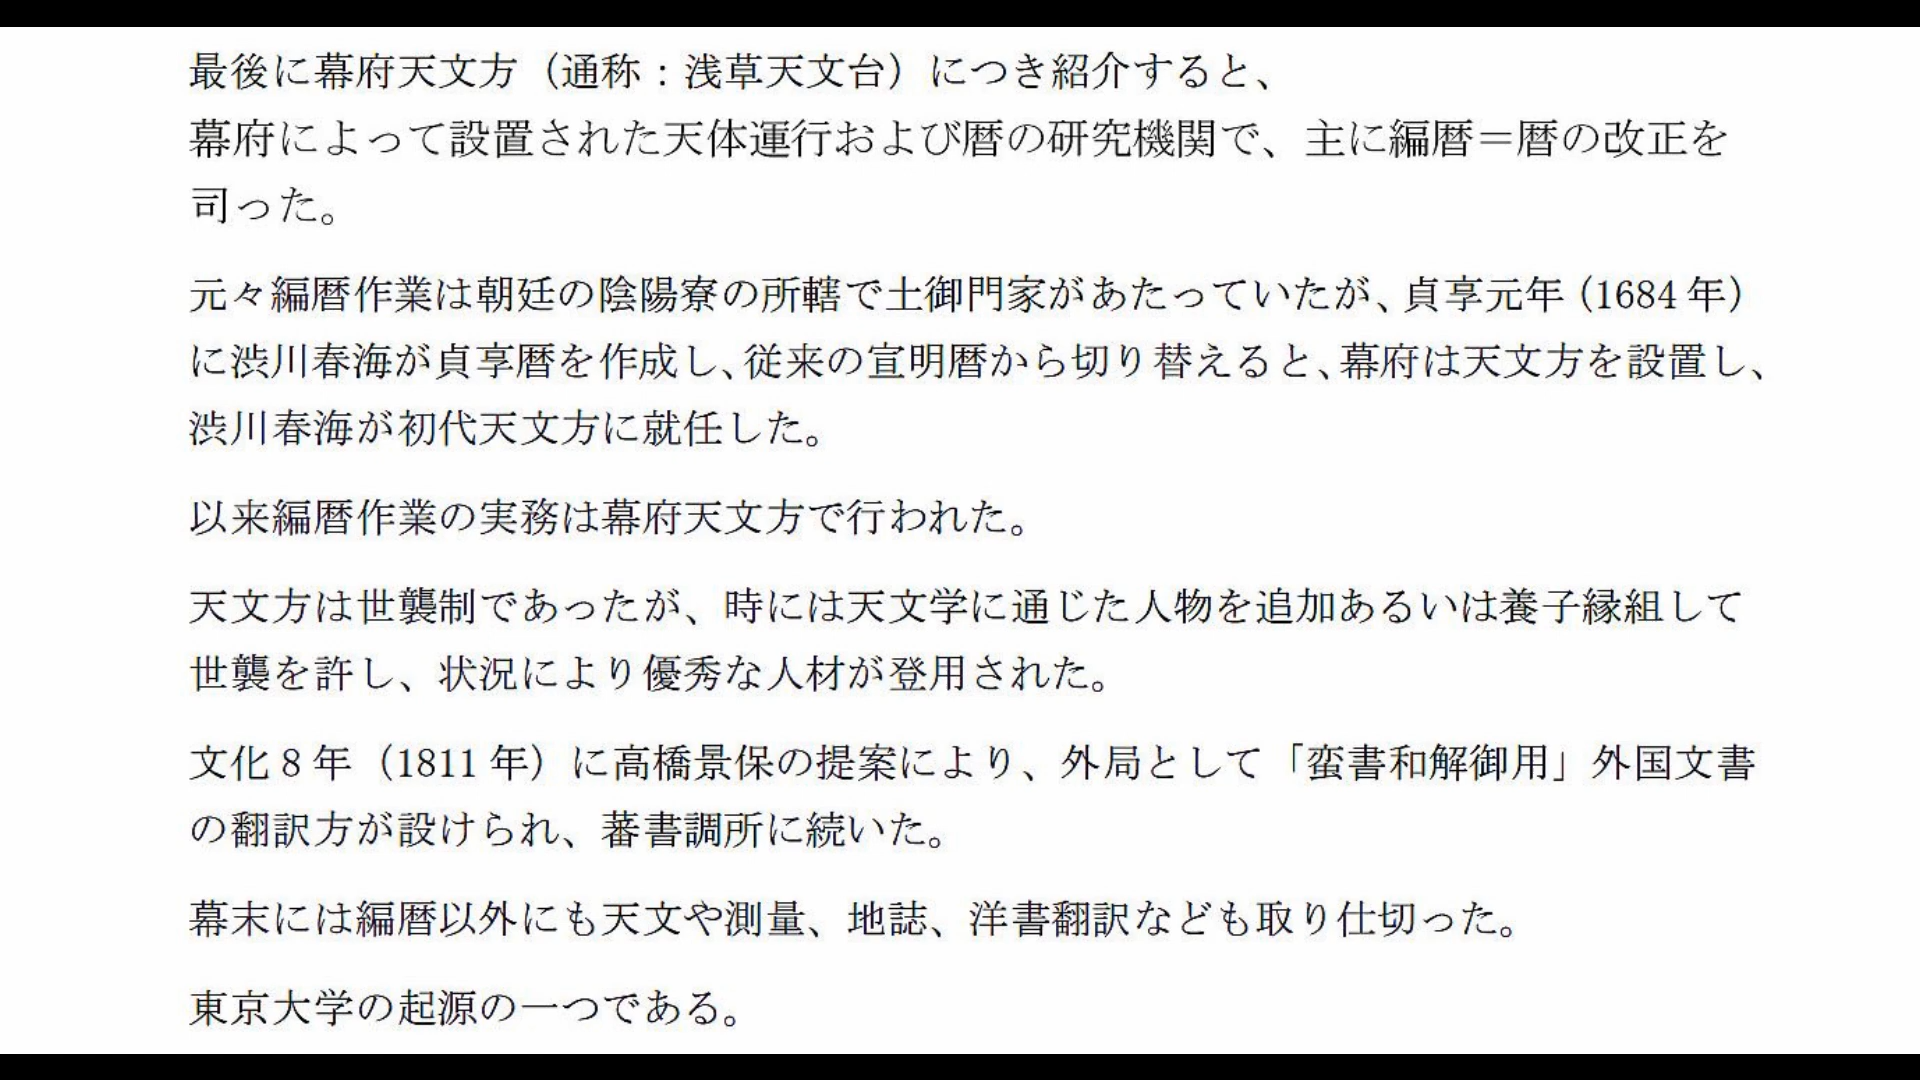 最後に幕府天文方（通称：浅草天文台）につき紹介すると、
幕府によって設置された天体運行および暦の研究機関で、主に編暦＝暦の改正を
司った。
元々編暦作業は朝廷の陰陽寮の所轄で土御門家があたっていたが、貞享元年（1684年）
に渋川春海が貞享暦を作成し、従来の宣明暦から切り替えると、幕府は天文方を設置し、
渋川春海が初代天文方に就任した。
以来編暦作業の実務は幕府天文方で行われた。
天文方は世襲制であったが、時には天文学に通じた人物を追加あるいは養子縁組して
世襲を許し、状況により優秀な人材が登用された。
文化8年（1811年）に高橋景保の提案により、外局として「蛮書和解御用」外国文書
の翻訳方が設けられ、蕃書調所に続いた。
幕末には編暦以外にも天文や測量、地誌、洋書翻訳なども取り仕切った。
東京大学の起源の一つである。